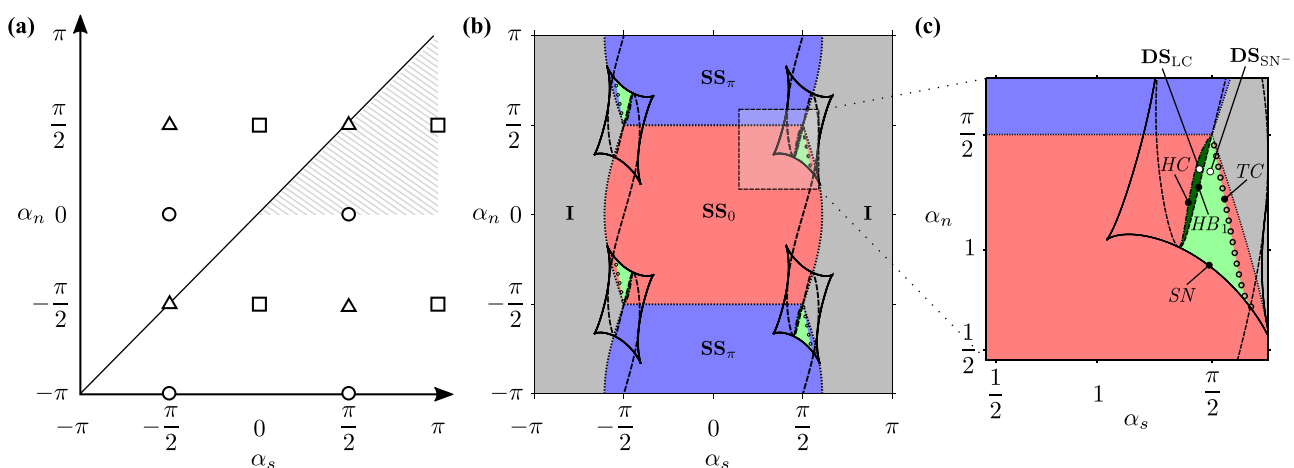 (a)
π
π/2
α_n 0
−π/2
−π
−π −π/2 0 π/2 π
α_s
(b)
π
π/2
α_n 0
−π/2
−π
SS_π
I SS_0 I
SS_π
−π −π/2 0 π/2 π
α_s
(c)
DS_LC DS_SN−
π/2
HC TC
HB_1
α_n
1
SN
1/2
1/2 1 π/2
α_s